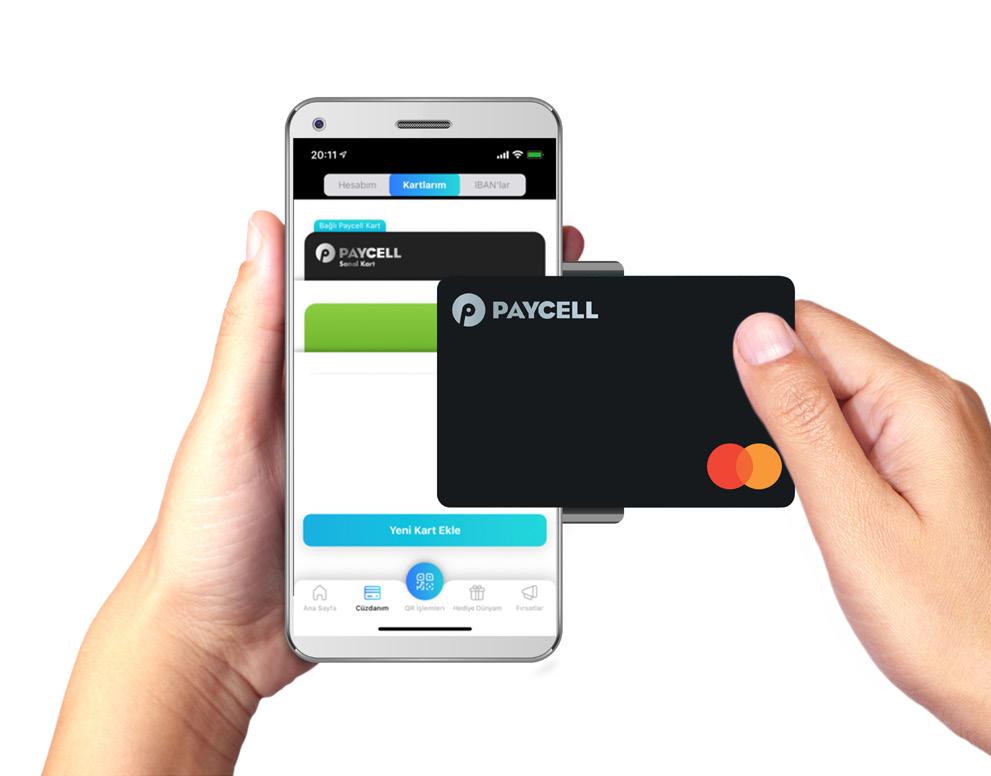 20:11
Hesabım Kartlarım IBAN'lar
Bağlı Paycell Kart
PAYCELL
Sanal Kart
PAYCELL
Yeni Kart Ekle
Ana Sayfa Cüzdanım QR İşlemleri Hediye Dünyam Fırsatlar